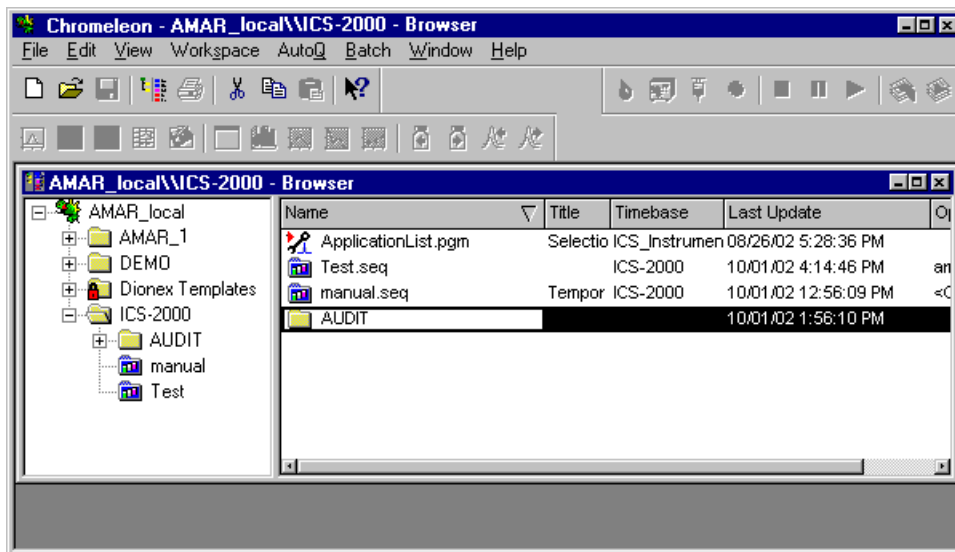 Chromeleon - AMAR_local\\ICS-2000 - Browser
File Edit View Workspace AutoQ Batch Window Help
AMAR_local\\ICS-2000 - Browser
AMAR_local
AMAR_1
DEMO
Dionex Templates
ICS-2000
AUDIT
manual
Test
Name Title Timebase Last Update
ApplicationList.pgm Selectio ICS_Instrumen 08/26/02 5:28:36 PM
Test.seq ICS-2000 10/01/02 4:14:46 PM
manual.seq Tempor ICS-2000 10/01/02 12:56:09 PM
AUDIT 10/01/02 1:56:10 PM